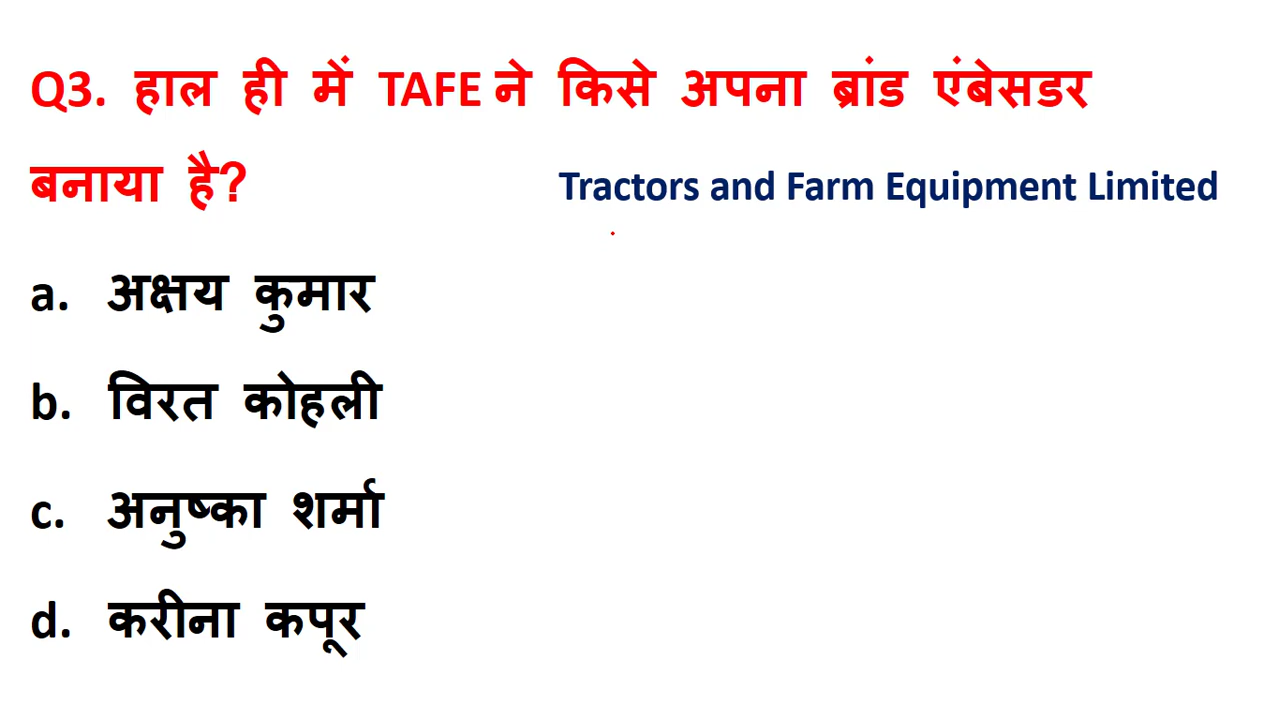 Q3. हाल ही में TAFE ने किसे अपना ब्रांड एंबेसडर
बनाया है? Tractors and Farm Equipment Limited
a. अक्षय कुमार
b. विरत कोहली
c. अनुष्का शर्मा
d. करीना कपूर